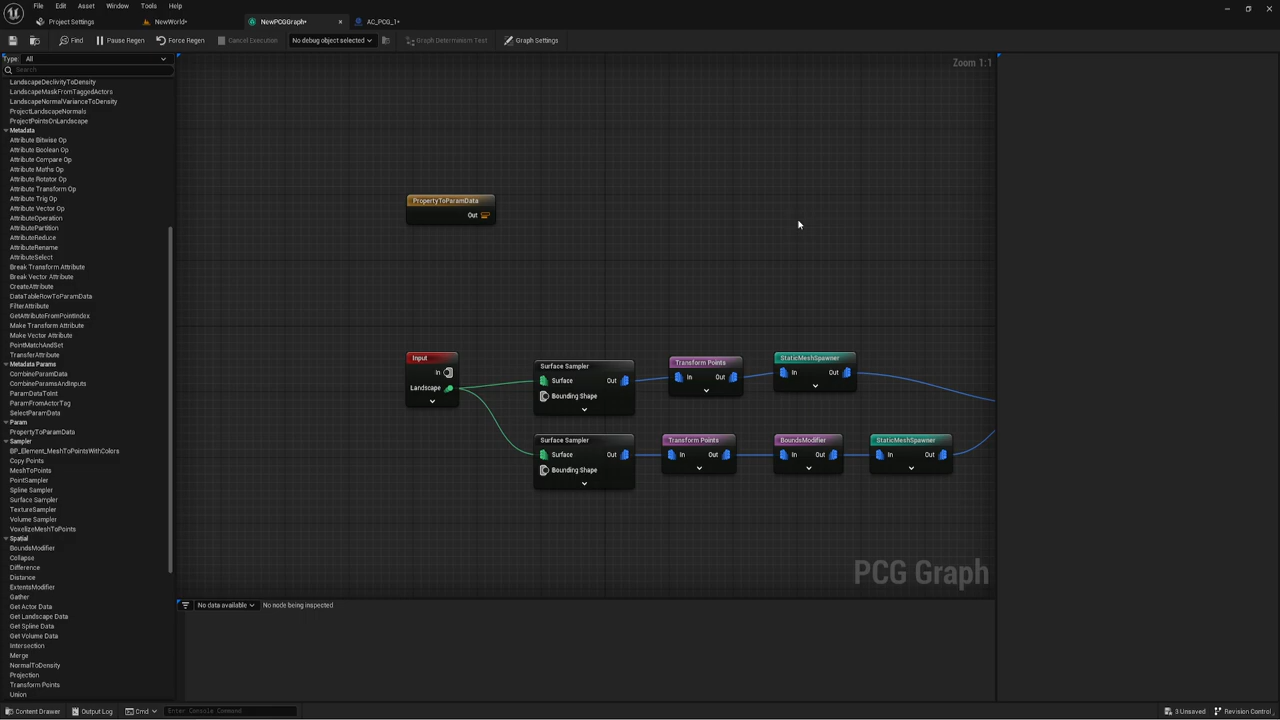 File Edit Asset Window Tools Help
Project Settings NewWorld* NewPCGGraph* AC_PCG_1*
Find Pause Regen Force Regen Cancel Execution No debug object selected Graph Determinism Test Graph Settings
Type: All
Search
LandscapeDeclivityToDensity
LandscapeMaskFromTaggedActors
LandscapeNormalVarianceToDensity
ProjectLandscapeNormals
ProjectPointsOnLandscape
Metadata
Attribute Bitwise Op
Attribute Boolean Op
Attribute Compare Op
Attribute Maths Op
Attribute Rotator Op
Attribute Transform Op
Attribute Trig Op
Attribute Vector Op
AttributeOperation
AttributePartition
AttributeReduce
AttributeRename
AttributeSelect
Break Transform Attribute
Break Vector Attribute
CreateAttribute
DataTableRowToParamData
FilterAttribute
GetAttributeFromPointIndex
Make Transform Attribute
Make Vector Attribute
PointMatchAndSet
TransferAttribute
Metadata Params
CombineParamData
CombineParamsAndInputs
ParamDataToInt
ParamFromActorTag
SelectParamData
Param
PropertyToParamData
Sampler
BP_Element_MeshToPointsWithColors
Copy Points
MeshToPoints
PointSampler
Spline Sampler
Surface Sampler
TextureSampler
Volume Sampler
VoxelizeMeshToPoints
Spatial
BoundsModifier
Collapse
Difference
Distance
ExtentsModifier
Gather
Get Actor Data
Get Landscape Data
Get Spline Data
Get Volume Data
Intersection
Merge
NormalToDensity
Projection
Transform Points
Union
Zoom 1:1
PropertyToParamData
Out
Input
In
Landscape
Surface Sampler
Surface Out
Bounding Shape
Transform Points
In Out
StaticMeshSpawner
In Out
Surface Sampler
Surface Out
Bounding Shape
Transform Points
In Out
BoundsModifier
In Out
StaticMeshSpawner
In Out
PCG Graph
No data available No node being inspected
Content Drawer Output Log Cmd Enter Console Command 3 Unsaved Revision Control